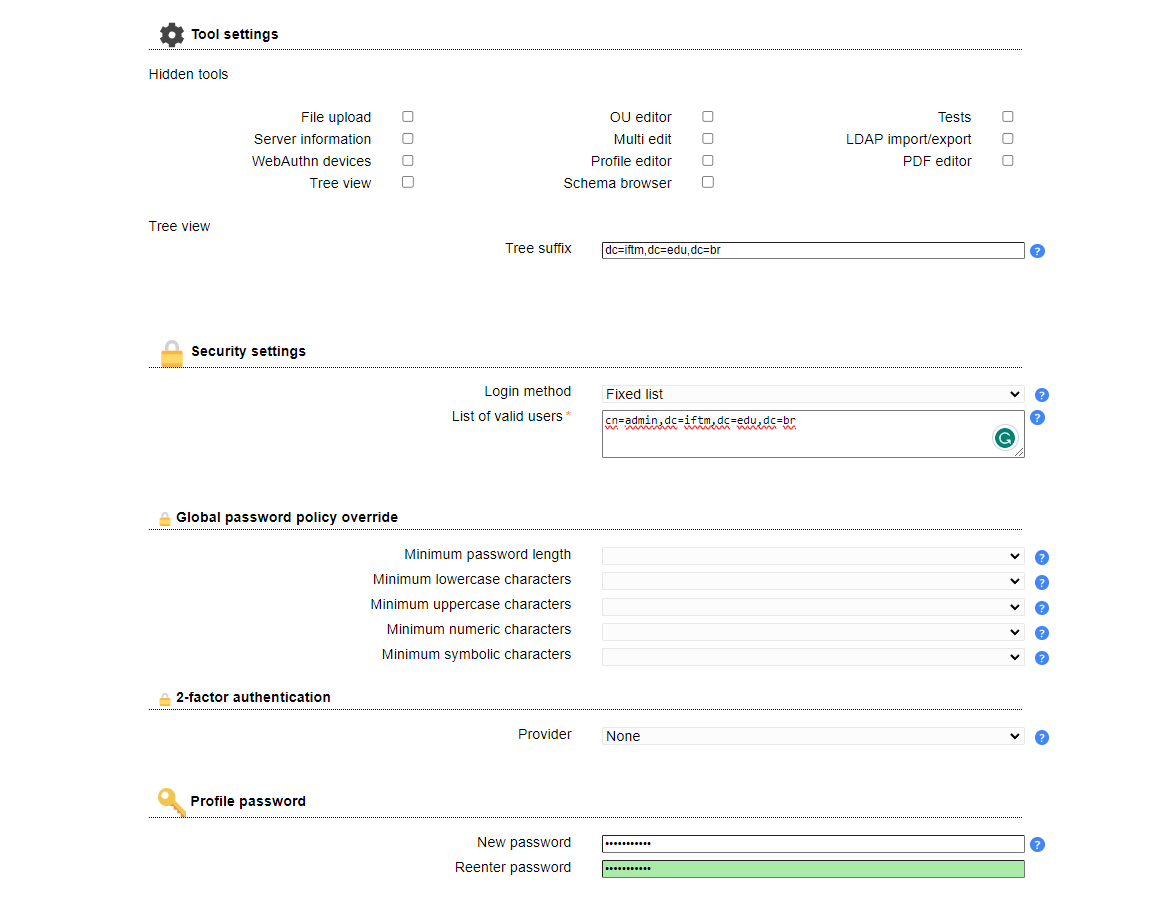 Tool settings
Hidden tools
File upload OU editor Tests
Server information Multi edit LDAP import/export
WebAuthn devices Profile editor PDF editor
Tree view Schema browser
Tree view
Tree suffix dc=iftm,dc=edu,dc=br ?
Security settings
Login method Fixed list ?
List of valid users * cn=admin,dc=iftm,dc=edu,dc=br ?
Global password policy override
Minimum password length ?
Minimum lowercase characters ?
Minimum uppercase characters ?
Minimum numeric characters ?
Minimum symbolic characters ?
2-factor authentication
Provider None ?
Profile password
New password ••••••••••• ?
Reenter password •••••••••••